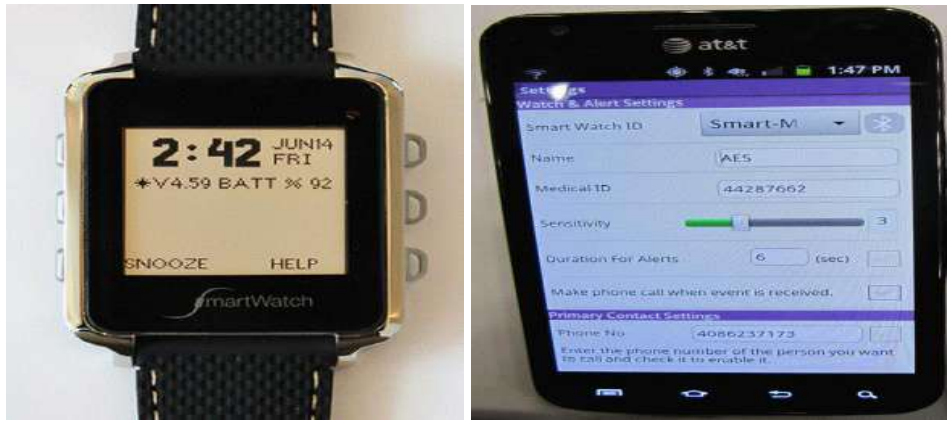 2:42 JUN14
FRI
V4.59 BATT % 92
SNOOZE HELP
SmartWatch
at&t
1:47 PM
Settings
Watch & Alert Settings
Smart Watch ID Smart-M
Name AES
Medical ID 44287662
Sensitivity 3
Duration For Alerts 6 (sec)
Make phone call when event is received.
Primary Contact Settings
Phone No 4086237173
Enter the phone number of the person you want
to call and check it to enable it.